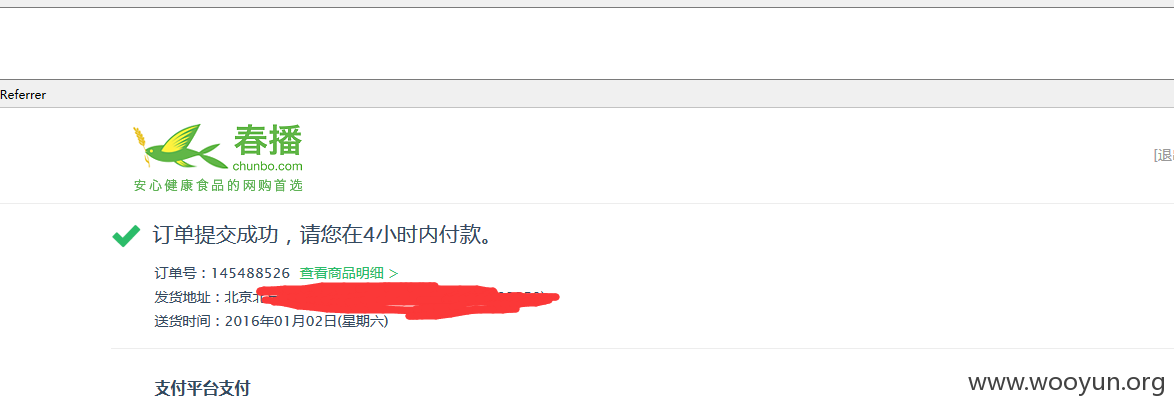 Referrer
春播
chunbo.com
[退
安心健康食品的网购首选
订单提交成功，请您在4小时内付款。
订单号：145488526 查看商品明细 >
发货地址：北京北
送货时间：2016年01月02日(星期六)
支付平台支付
www.wooyun.org